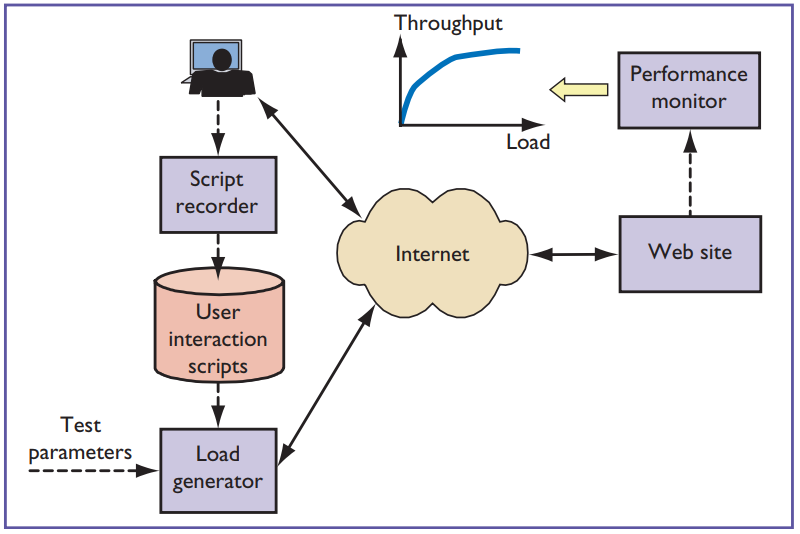 Throughput
Load
Performance
monitor
Script
recorder
Internet
Web site
User
interaction
scripts
Test
parameters
Load
generator